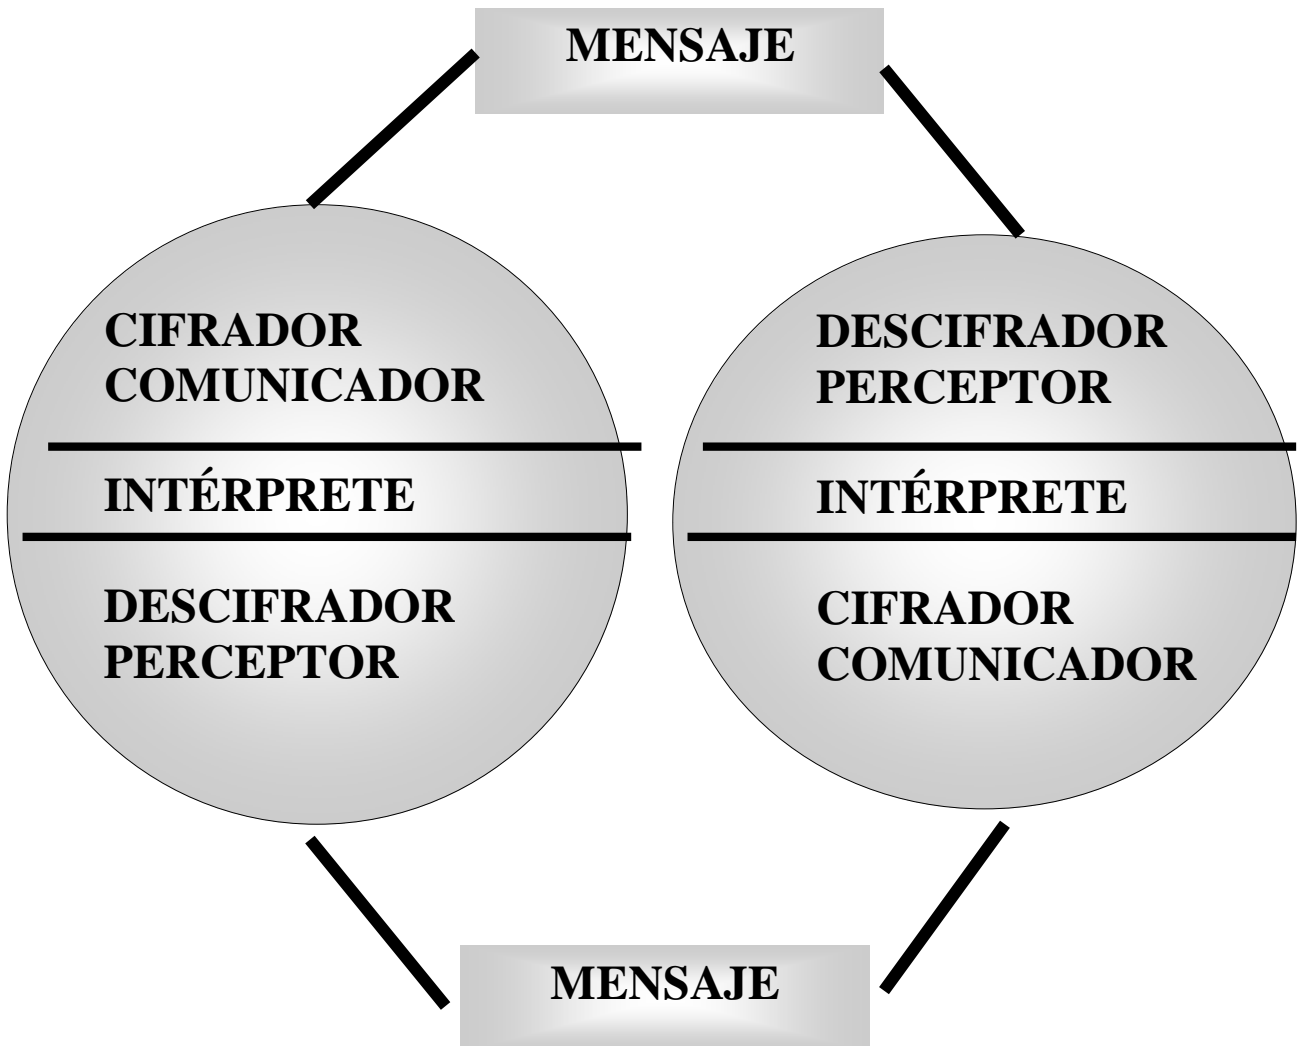 MENSAJE
CIFRADOR
COMUNICADOR
INTÉRPRETE
DESCIFRADOR
PERCEPTOR
DESCIFRADOR
PERCEPTOR
INTÉRPRETE
CIFRADOR
COMUNICADOR
MENSAJE